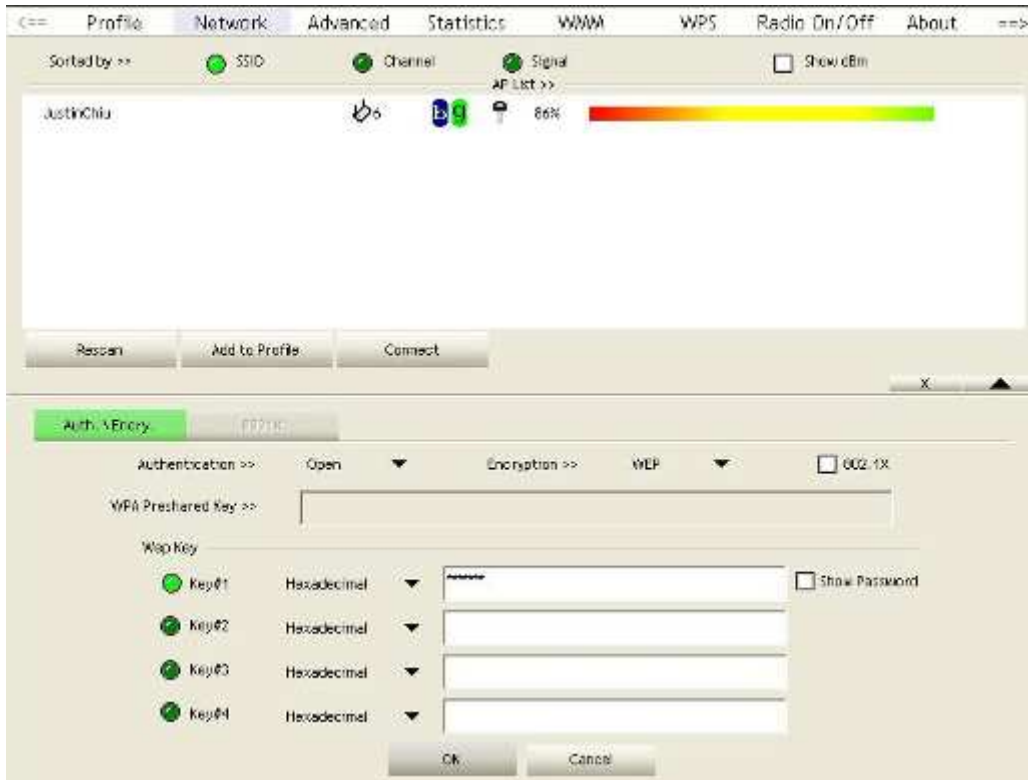 <== Profile Network Advanced Statistics WMM WPS Radio On/Off About ==>
Sorted by >> SSID Channel Signal Show dBm
AP List >>
JustinChiu 6 b g 86%
Rescan Add to Profile Connect
X
Auth. \ Encry.
Authentication >> Open Encryption >> WEP 802.1X
WPA Preshared Key >>
Wep Key
Key#1 Hexadecimal Show Password
Key#2 Hexadecimal
Key#3 Hexadecimal
Key#4 Hexadecimal
OK Cancel